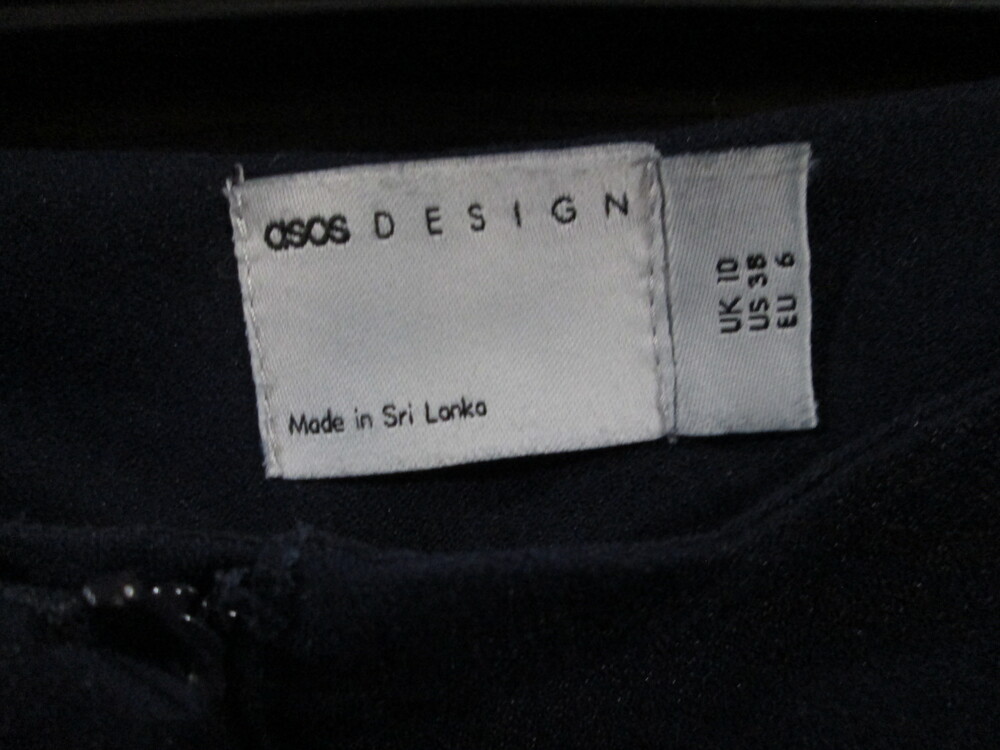 asos DESIGN
Made in Sri Lanka
UK 10
US 38
EU 6